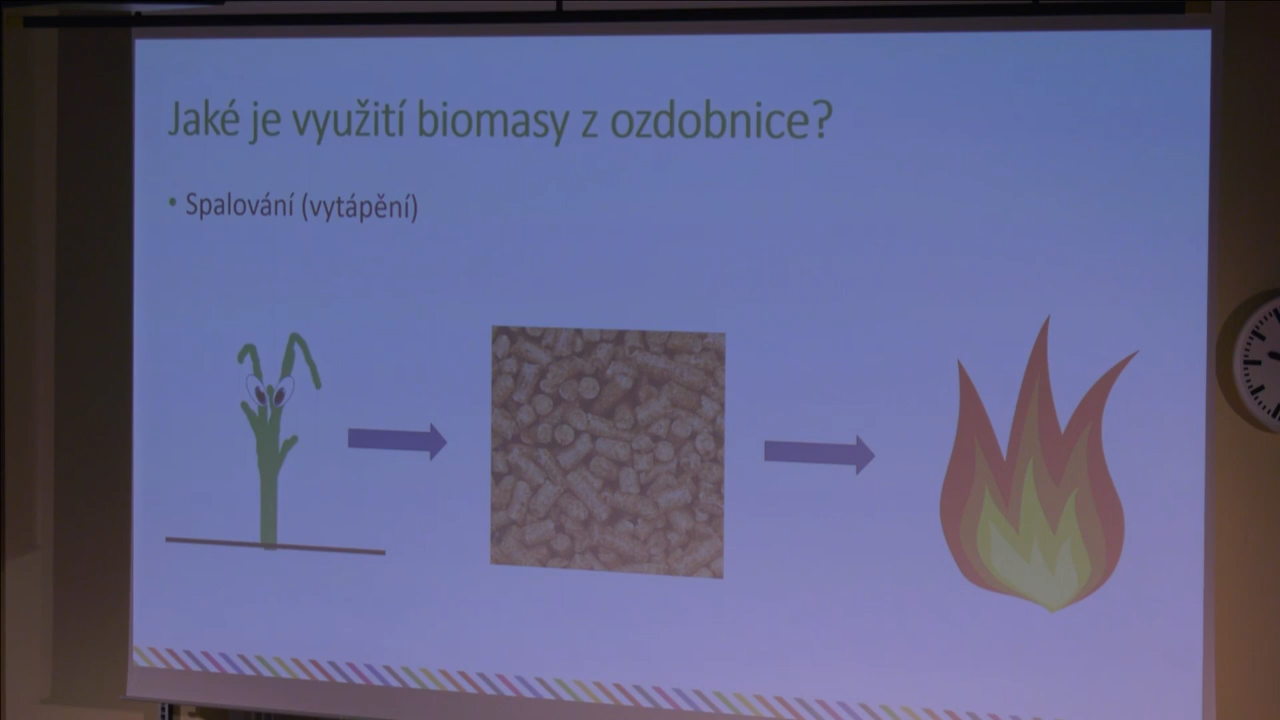 Jaké je využití biomasy z ozdobnice?
• Spalování (vytápění)